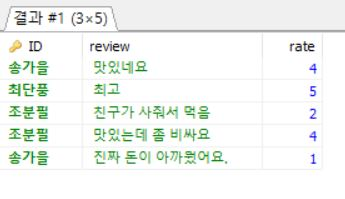 결과 #1 (3×5)
ID review rate
송가을 맛있네요 4
최단풍 최고 5
조분필 친구가 사줘서 먹음 2
조분필 맛있는데 좀 비싸요 4
송가을 진짜 돈이 아까웠어요. 1